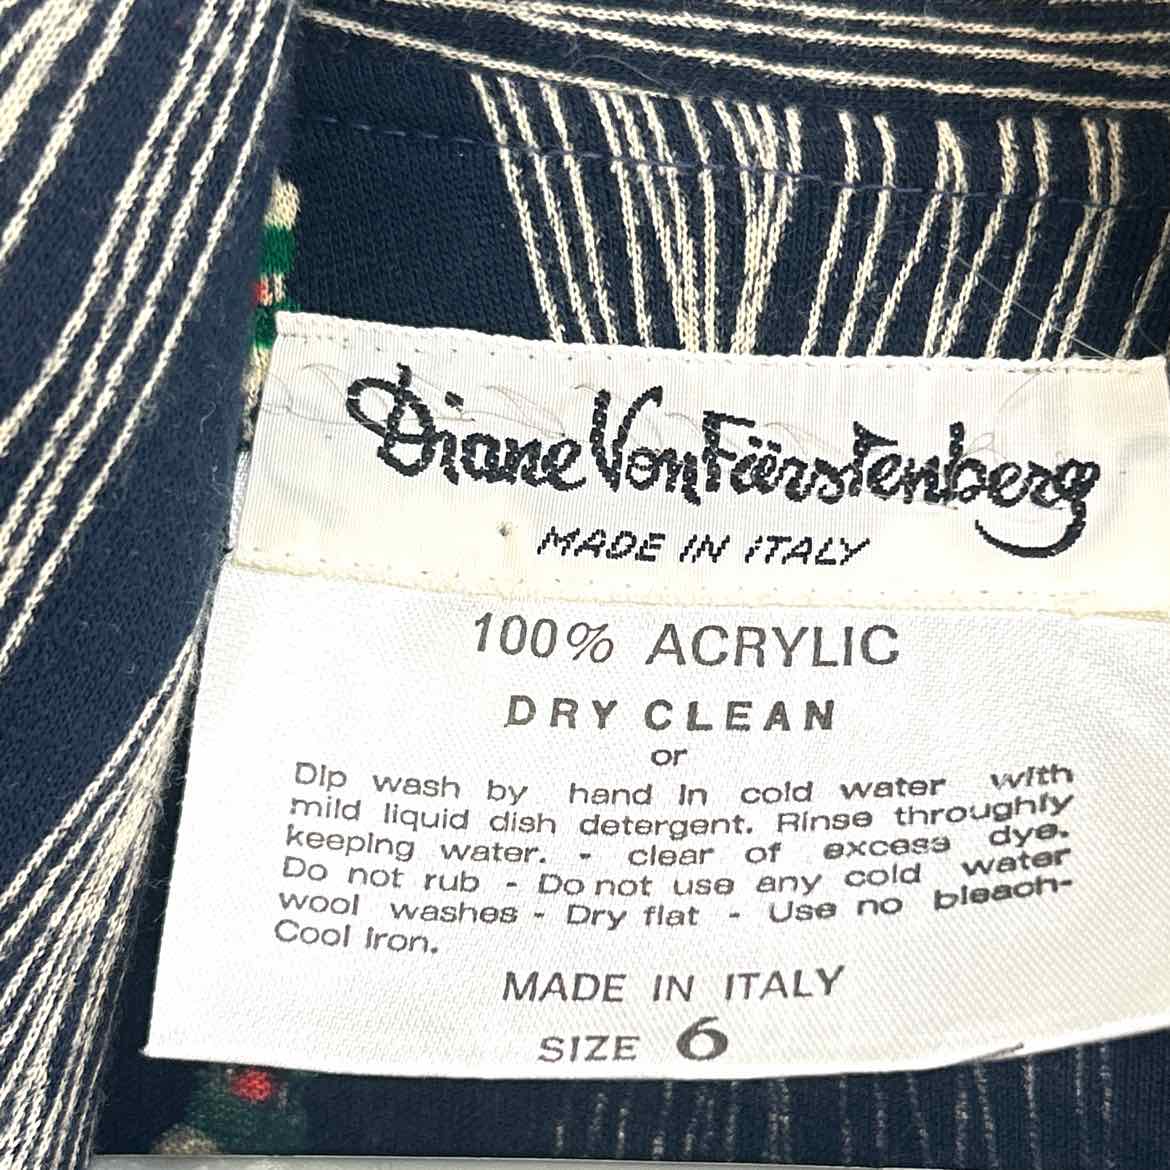 Diane Von Fürstenberg
MADE IN ITALY
100% ACRYLIC
DRY CLEAN
or
Dip wash by hand in cold water with
mild liquid dish detergent. Rinse throughly
keeping water. - clear of excess dye.
Do not rub - Do not use any cold water
wool washes - Dry flat - Use no bleach-
Cool iron.
MADE IN ITALY
SIZE 6